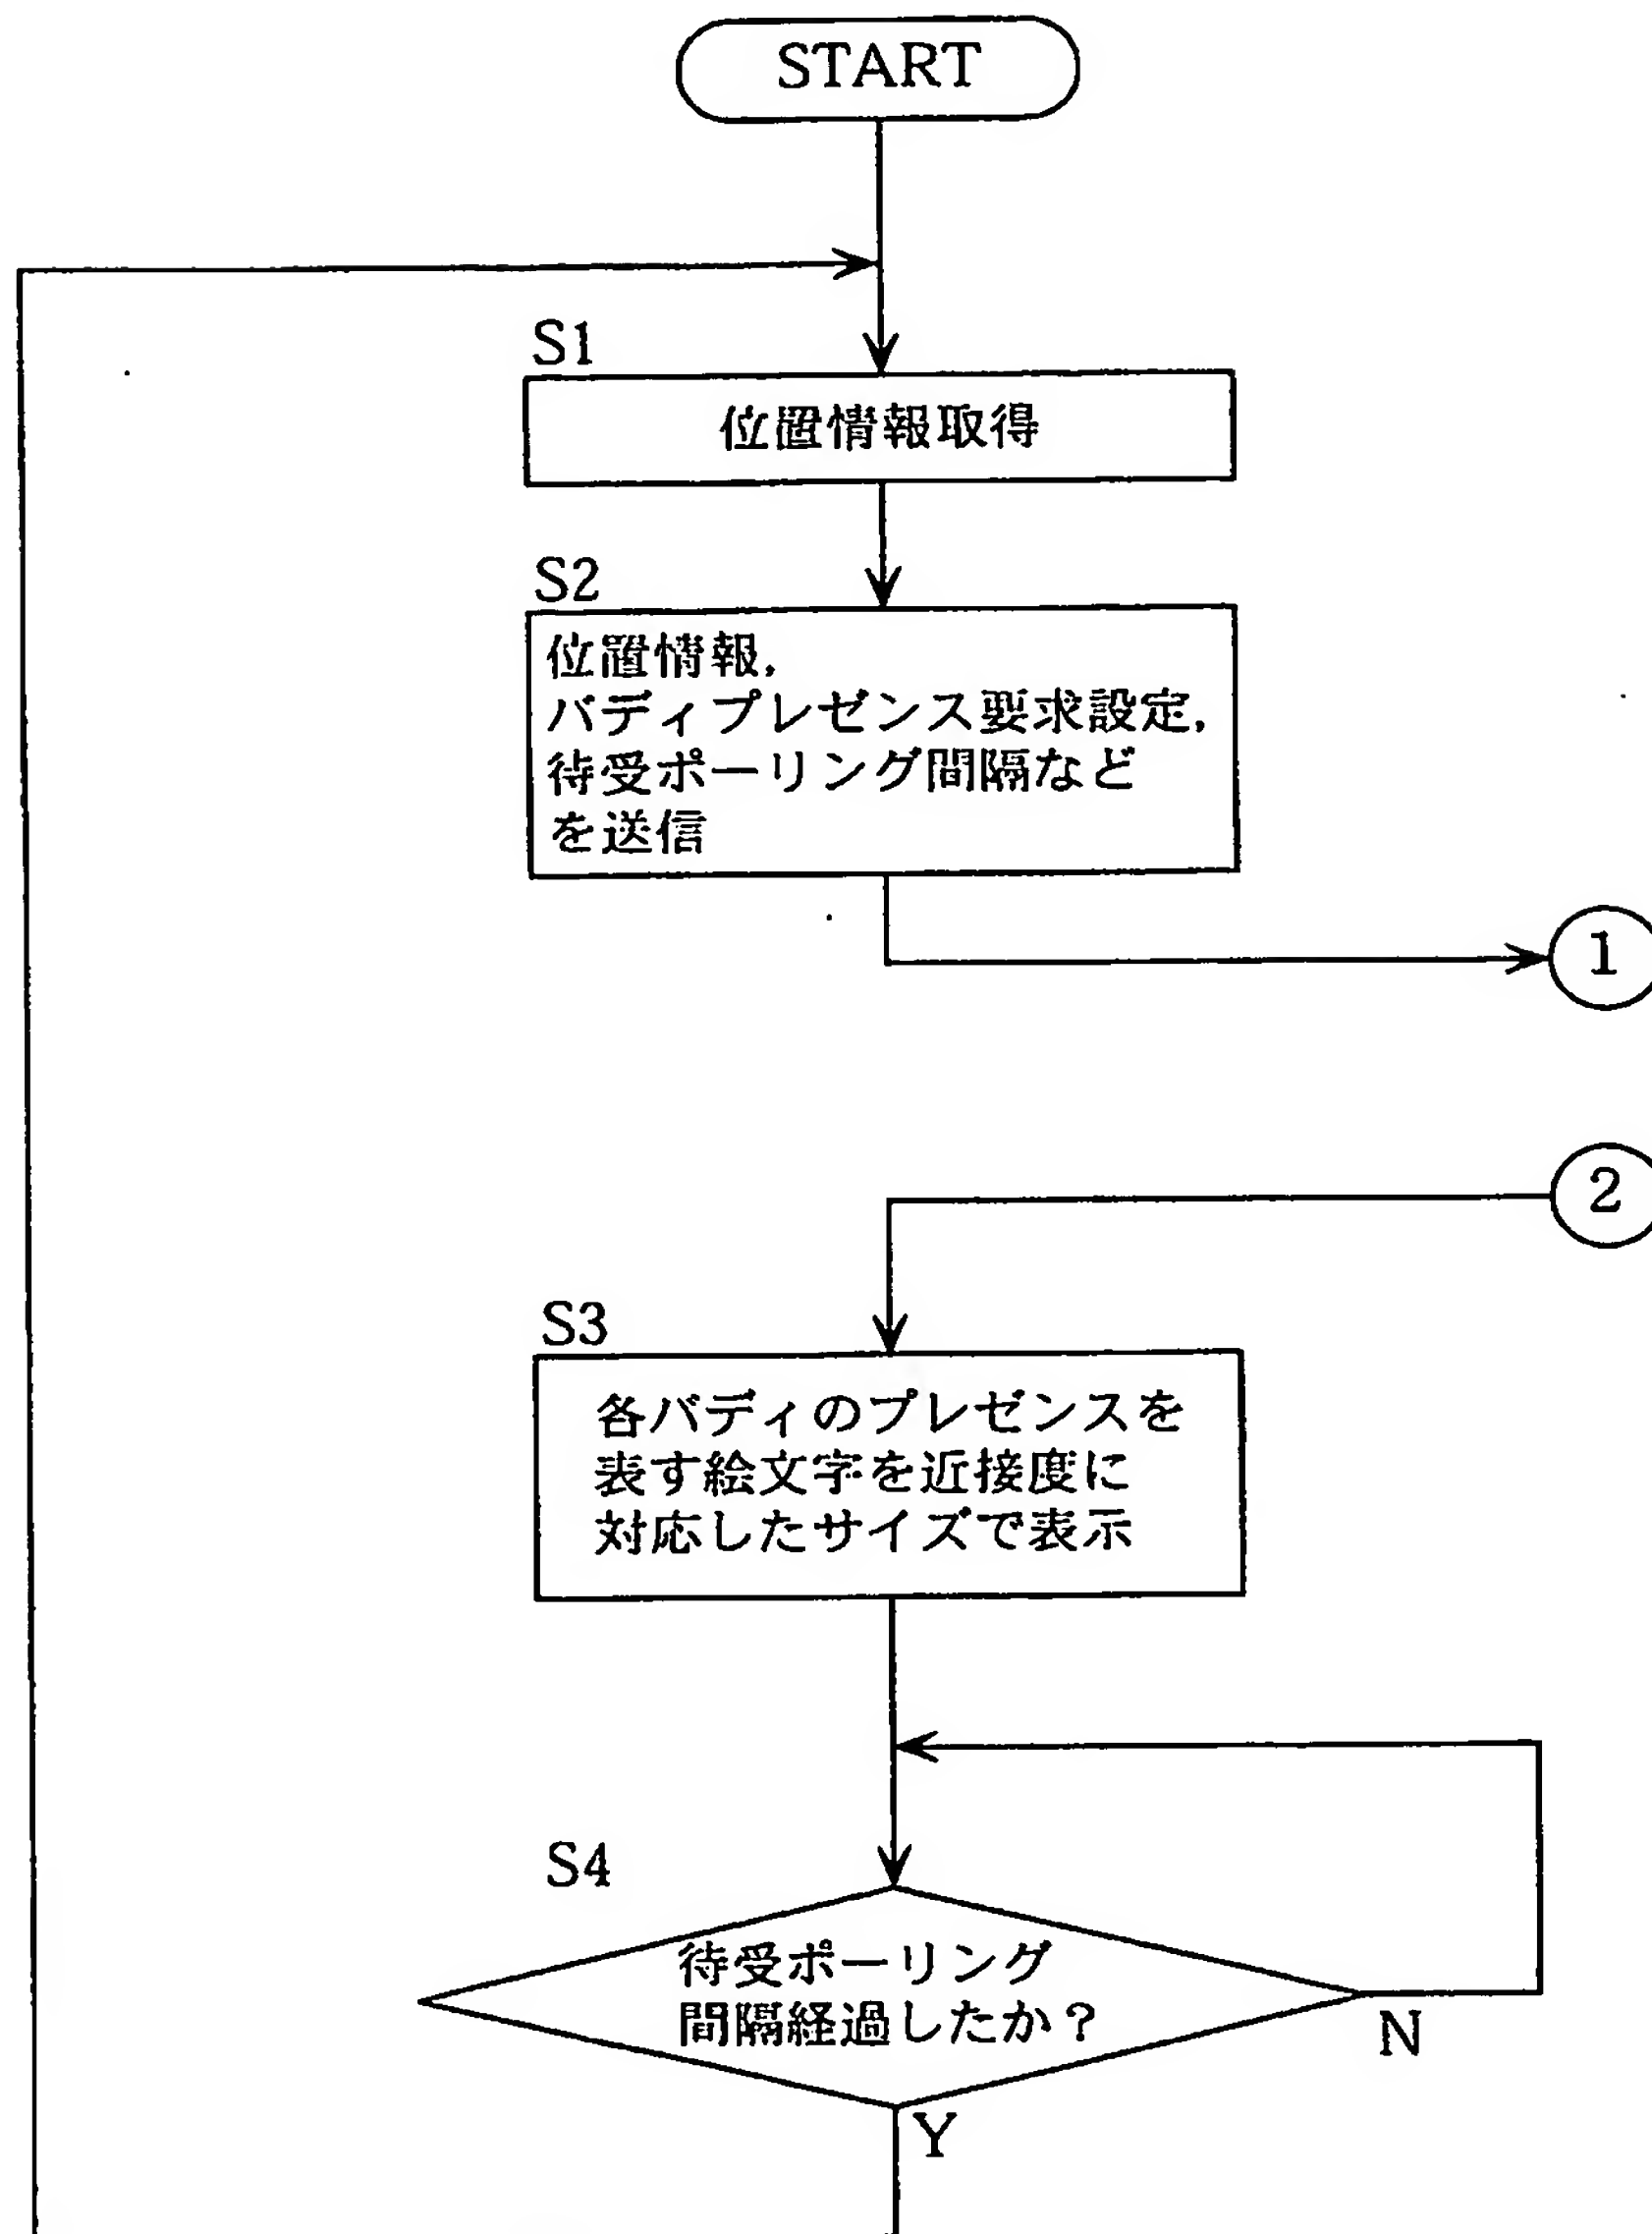 START
S1
位置情報取得
S2
位置情報,
バディプレゼンス要求設定,
待受ポーリング間隔など
を送信
1
2
S3
各バディのプレゼンスを
表す絵文字を近接度に
対応したサイズで表示
S4
待受ポーリング
間隔経過したか?
N
Y